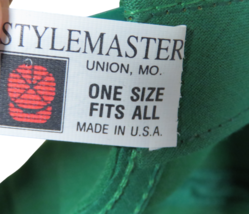 STYLEMASTER
UNION, MO.
ONE SIZE
FITS ALL
MADE IN U.S.A.